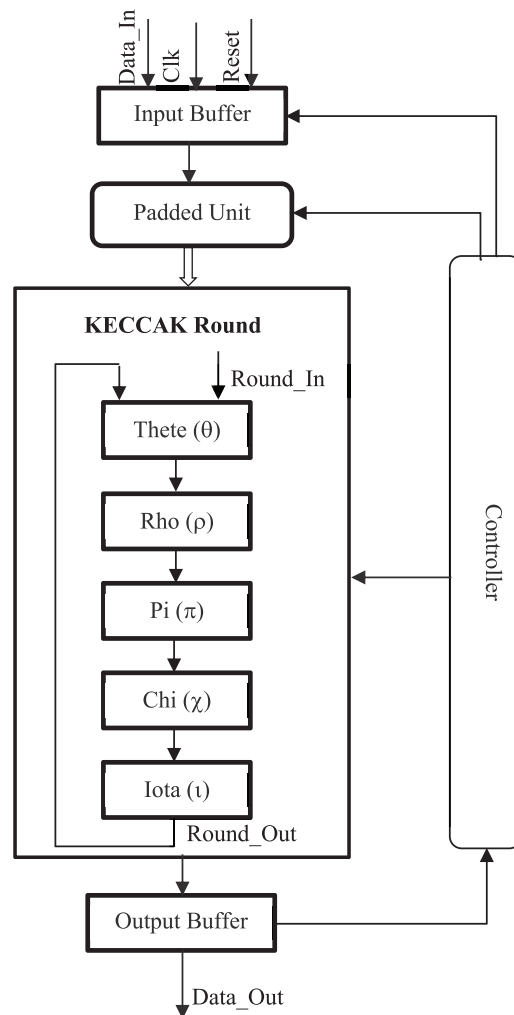 Data_In
Clk
Reset
Input Buffer
Padded Unit
KECCAK Round
Round_In
Thete (θ)
Rho (ρ)
Pi (π)
Chi (χ)
Iota (ι)
Round_Out
Controller
Output Buffer
Data_Out